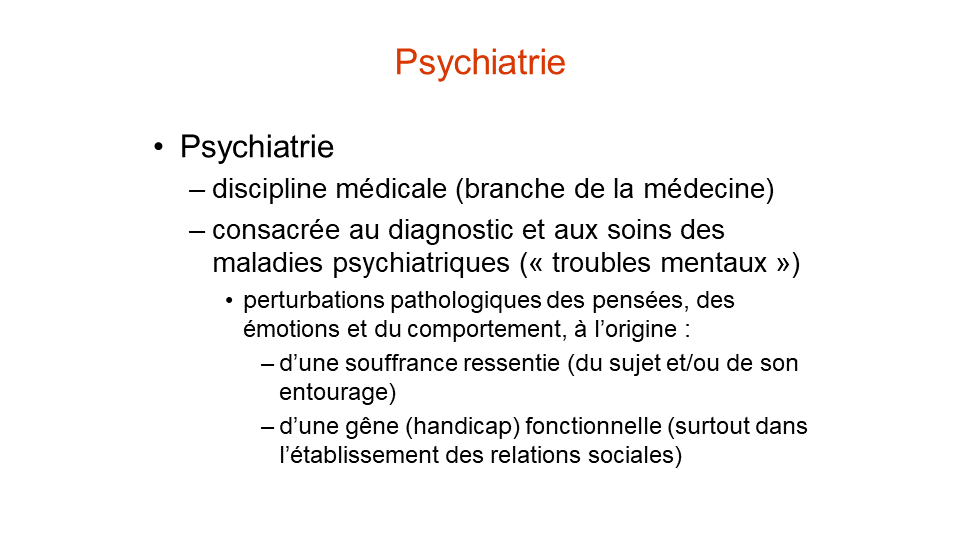 Psychiatrie
• Psychiatrie
– discipline médicale (branche de la médecine)
– consacrée au diagnostic et aux soins des
maladies psychiatriques (« troubles mentaux »)
• perturbations pathologiques des pensées, des
émotions et du comportement, à l’origine :
– d’une souffrance ressentie (du sujet et/ou de son
entourage)
– d’une gêne (handicap) fonctionnelle (surtout dans
l’établissement des relations sociales)